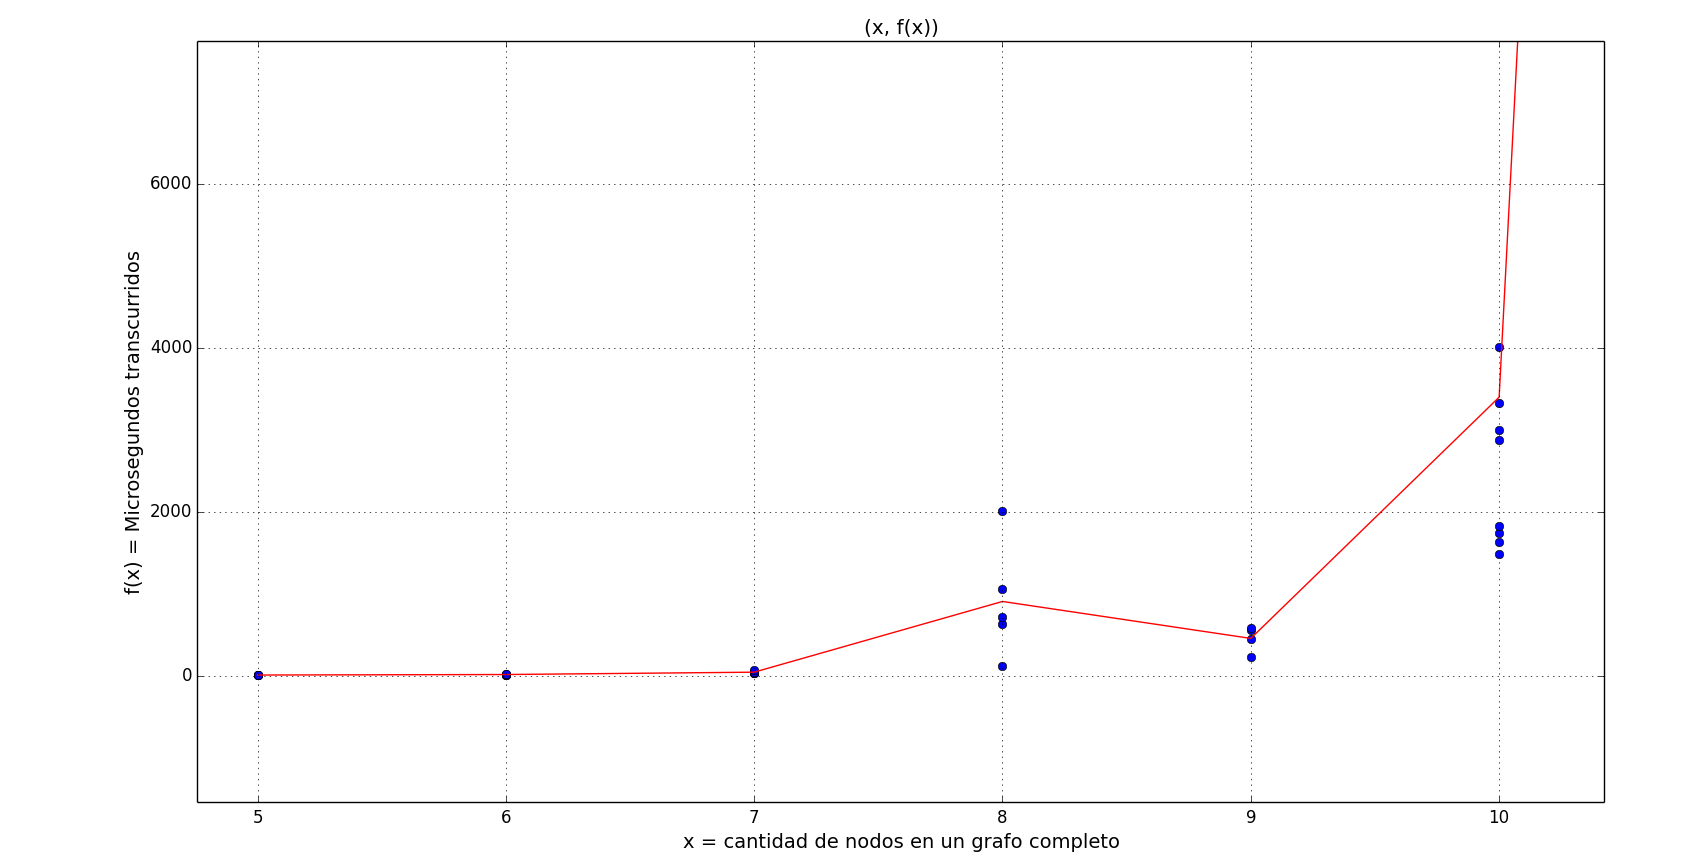 (x, f(x))
f(x) = Microsegundos transcurridos
6000
4000
2000
0
5 6 7 8 9 10
x = cantidad de nodos en un grafo completo